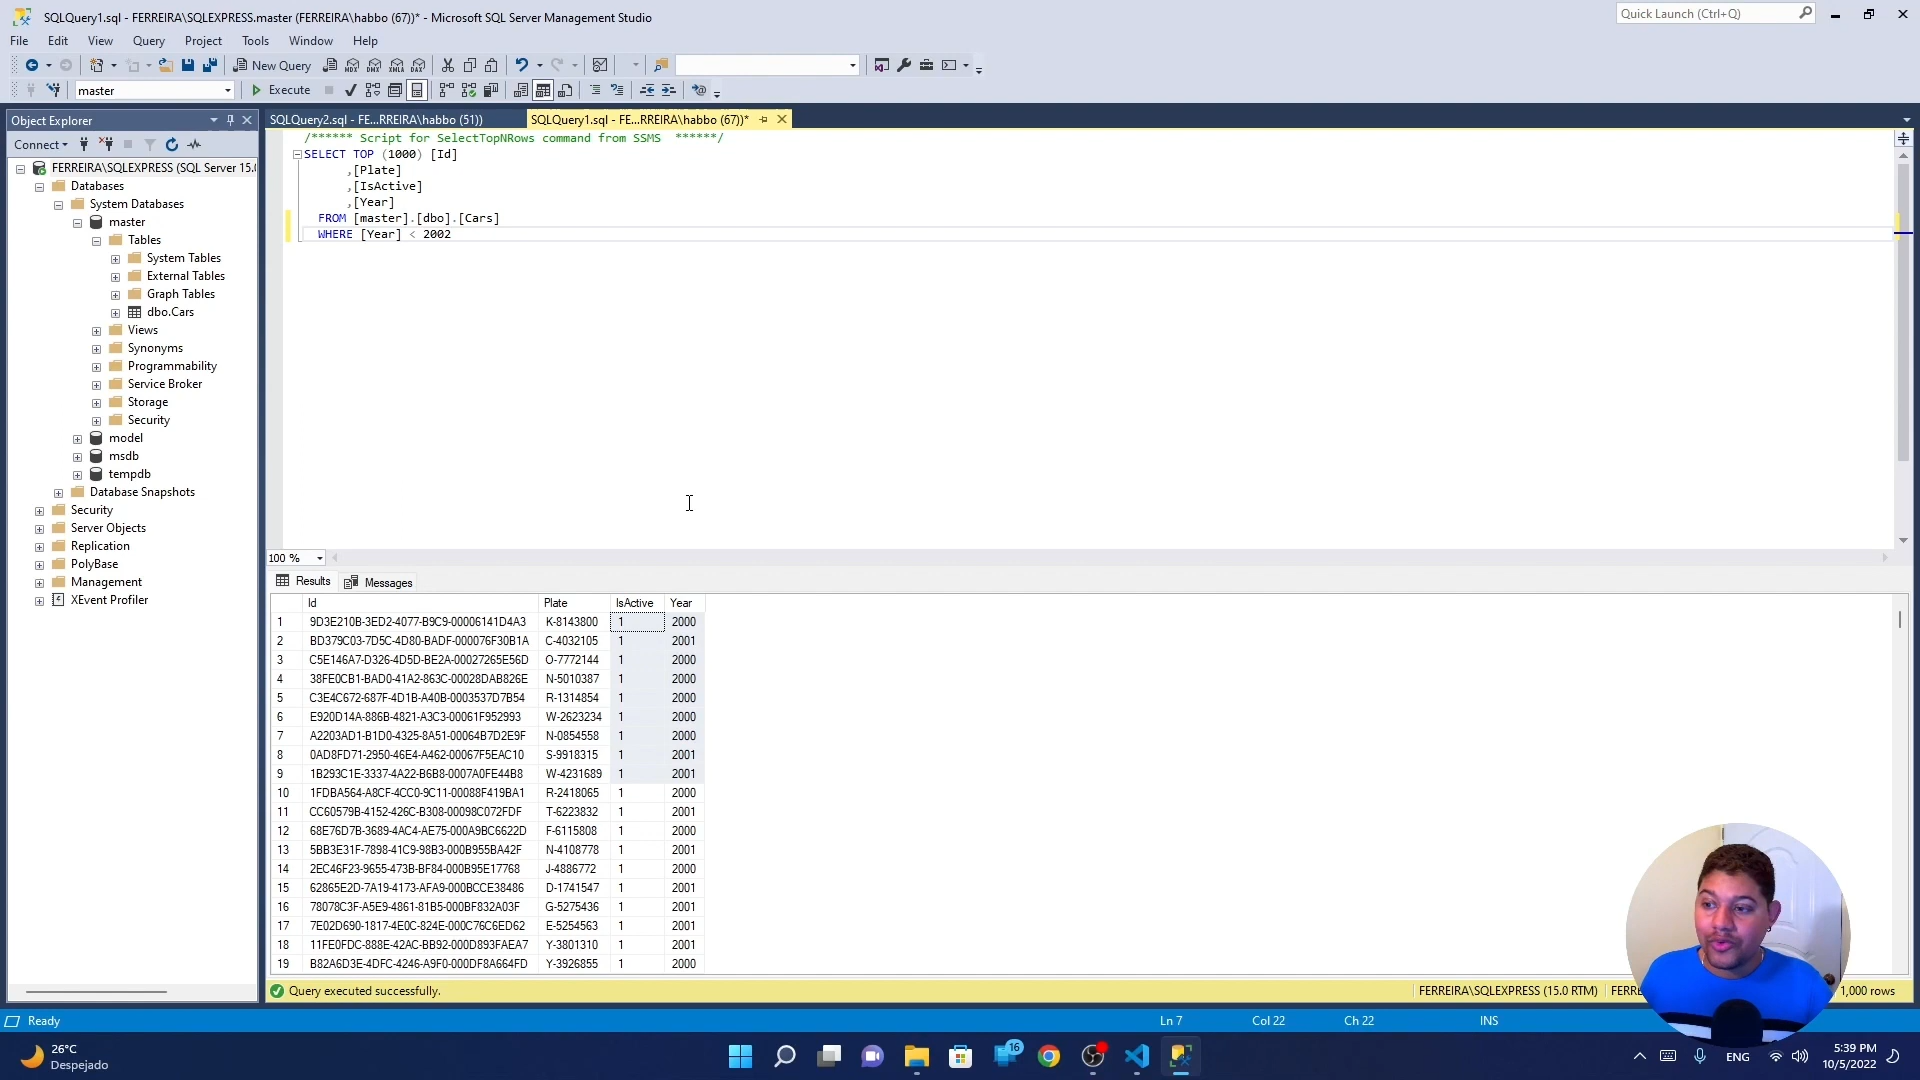 SQLQuery1.sql - FERREIRA\SQLEXPRESS.master (FERREIRA\habbo (67))* - Microsoft SQL Server Management Studio
Quick Launch (Ctrl+Q)
File Edit View Query Project Tools Window Help
New Query
MDX DMX XMLA DAX
master
Execute
Object Explorer
SQLQuery2.sql - FE...RREIRA\habbo (51))
SQLQuery1.sql - FE...RREIRA\habbo (67))*
Connect
FERREIRA\SQLEXPRESS (SQL Server 15.0
Databases
System Databases
master
Tables
System Tables
External Tables
Graph Tables
dbo.Cars
Views
Synonyms
Programmability
Service Broker
Storage
Security
model
msdb
tempdb
Database Snapshots
Security
Server Objects
Replication
PolyBase
Management
XEvent Profiler
/****** Script for SelectTopNRows command from SSMS  ******/
SELECT TOP (1000) [Id]
,[Plate]
,[IsActive]
,[Year]
FROM [master].[dbo].[Cars]
WHERE [Year] < 2002
100 %
Results Messages
Id Plate IsActive Year
1 9D3E210B-3ED2-4077-B9C9-00006141D4A3 K-8143800 1 2000
2 BD379C03-7D5C-4D80-BADF-000076F30B1A C-4032105 1 2001
3 C5E146A7-D326-4D5D-BE2A-00027265E56D O-7772144 1 2000
4 38FE0CB1-BAD0-41A2-863C-00028DAB826E N-5010387 1 2000
5 C3E4C672-687F-4D1B-A40B-0003537D7B54 R-1314854 1 2000
6 E920D14A-886B-4821-A3C3-00061F952993 W-2623234 1 2000
7 A2203AD1-B1D0-4325-8A51-00064B7D2E9F N-0854558 1 2000
8 0AD8FD71-2950-46E4-A462-00067F5EAC10 S-9918315 1 2001
9 1B293C1E-3337-4A22-B6B8-0007A0FE44B8 W-4231689 1 2001
10 1FDBA564-A8CF-4CC0-9C11-00088F419BA1 R-2418065 1 2000
11 CC60579B-4152-426C-B308-00098C072FDF T-6223832 1 2001
12 68E76D7B-3689-4AC4-AE75-000A9BC6622D F-6115808 1 2000
13 5BB3E31F-7898-41C9-98B3-000B955BA42F N-4108778 1 2001
14 2EC46F23-9655-473B-BF84-000B95E17768 J-4886772 1 2000
15 62865E2D-7A19-4173-AFA9-000BCCE38486 D-1741547 1 2001
16 78078C3F-A5E9-4861-81B5-000BF832A03F G-5275436 1 2001
17 7E02D690-1817-4E0C-824E-000C76C6ED62 E-5254563 1 2001
18 11FE0FDC-888E-42AC-BB92-000D893FAEA7 Y-3801310 1 2001
19 B82A6D3E-4DFC-4246-A9F0-000DF8A664FD Y-3926855 1 2000
Query executed successfully.
FERREIRA\SQLEXPRESS (15.0 RTM) FERRE 1,000 rows
Ready
Ln 7 Col 22 Ch 22 INS
26°C
Despejado
16
ENG
5:39 PM
10/5/2022